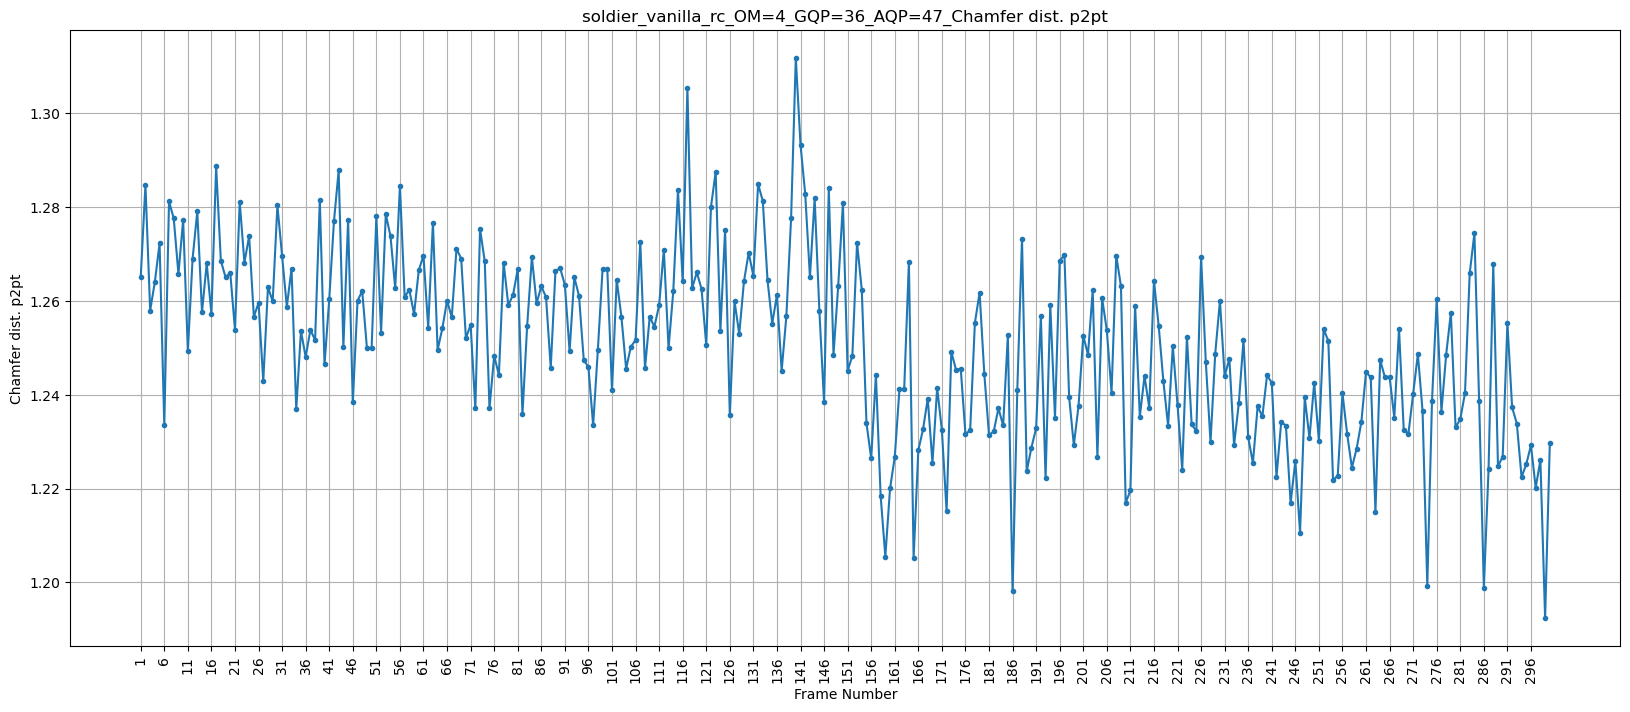 soldier_vanilla_rc_OM=4_GQP=36_AQP=47_Chamfer dist. p2pt
Chamfer dist. p2pt
1.30
1.28
1.26
1.24
1.22
1.20
1 6 11 16 21 26 31 36 41 46 51 56 61 66 71 76 81 86 91 96 101 106 111 116 121 126 131 136 141 146 151 156 161 166 171 176 181 186 191 196 201 206 211 216 221 226 231 236 241 246 251 256 261 266 271 276 281 286 291 296
Frame Number